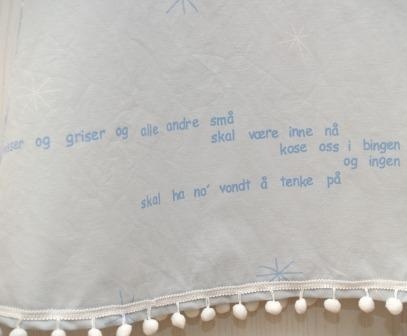 og griser og alle andre små
skal være inne nå
kose oss i bingen
og ingen
skal ha no' vondt å tenke på